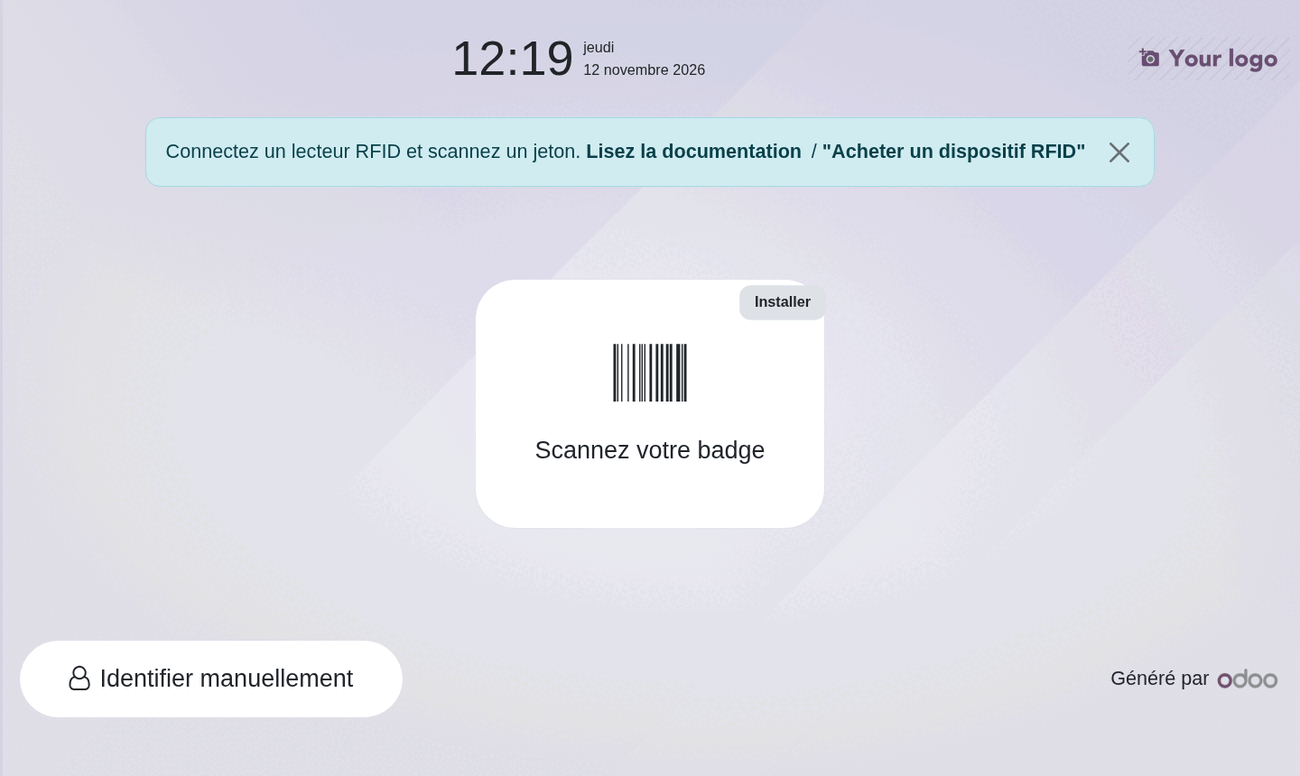 12:19
jeudi
12 novembre 2026
Your logo
Connectez un lecteur RFID et scannez un jeton. Lisez la documentation / "Acheter un dispositif RFID"
Installer
Scannez votre badge
Identifier manuellement
Généré par odoo